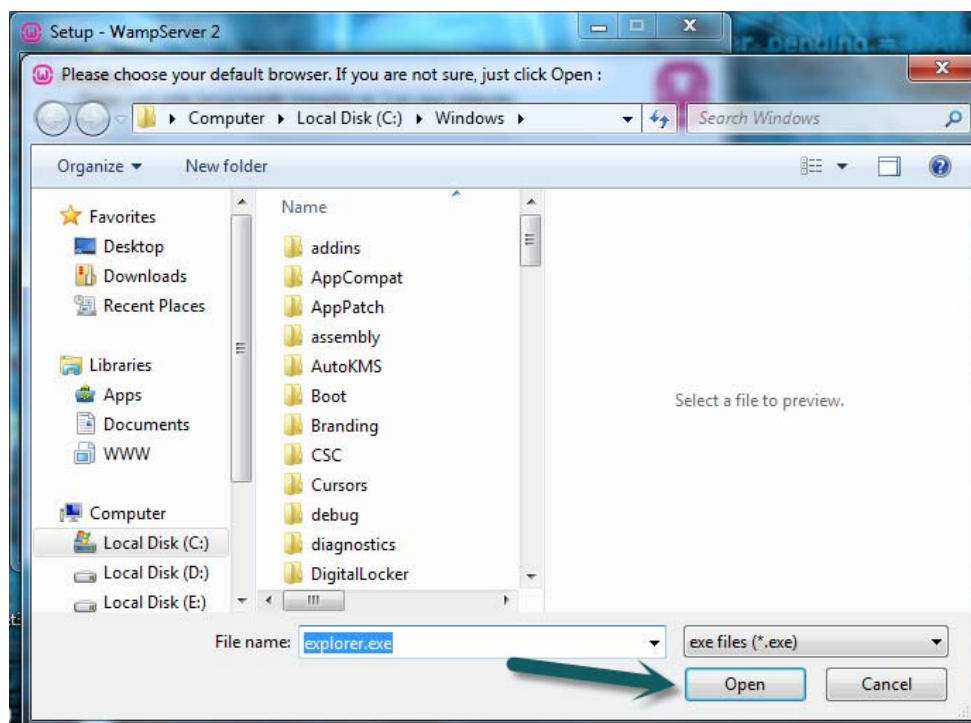 Setup - WampServer 2
Please choose your default browser. If you are not sure, just click Open :
Computer Local Disk (C:) Windows
Search Windows
Organize New folder
Favorites
Desktop
Downloads
Recent Places
Libraries
Apps
Documents
WWW
Computer
Local Disk (C:)
Local Disk (D:)
Local Disk (E:)
Name
addins
AppCompat
AppPatch
assembly
AutoKMS
Boot
Branding
CSC
Cursors
debug
diagnostics
DigitalLocker
Select a file to preview.
File name: explorer.exe
exe files (*.exe)
Open Cancel